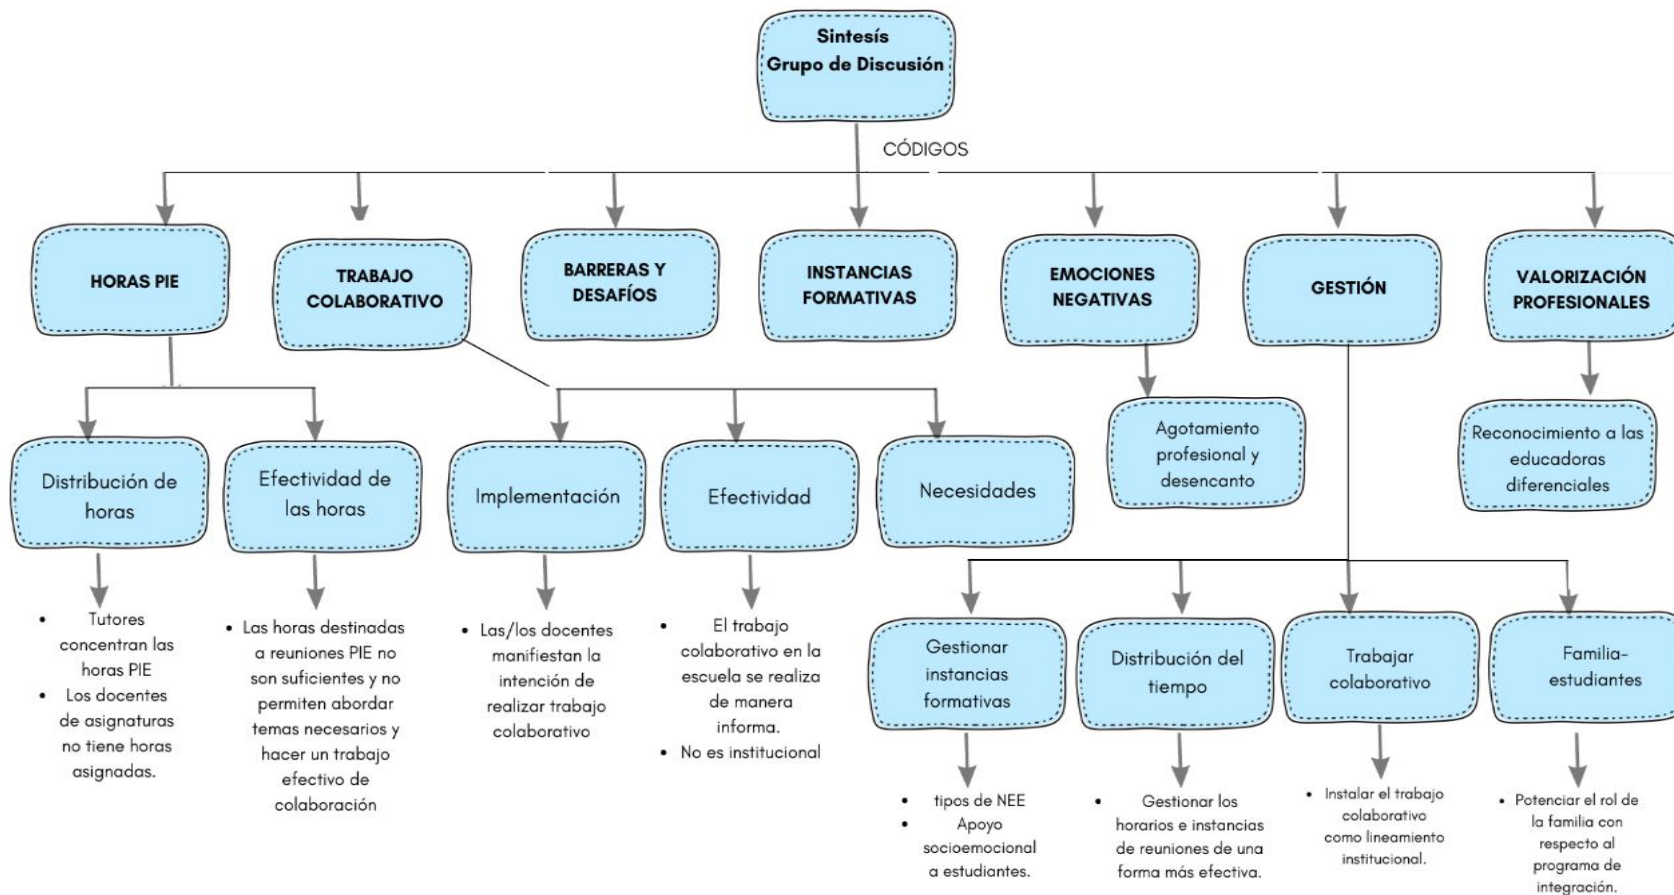 Sintesís
Grupo de Discusión
CÓDIGOS
HORAS PIE
TRABAJO
COLABORATIVO
BARRERAS Y
DESAFÍOS
INSTANCIAS
FORMATIVAS
EMOCIONES
NEGATIVAS
GESTIÓN
VALORIZACIÓN
PROFESIONALES
Distribución de
horas
Efectividad de
las horas
Implementación
Efectividad
Necesidades
Agotamiento
profesional y
desencanto
Reconocimiento a las
educadoras
diferenciales
• Tutores
concentran las
horas PIE
• Los docentes
de asignaturas
no tiene horas
asignadas.
• Las horas destinadas
a reuniones PIE no
son suficientes y no
permiten abordar
temas necesarios y
hacer un trabajo
efectivo de
colaboración
• Las/los docentes
manifiestan la
intención de
realizar trabajo
colaborativo
• El trabajo
colaborativo en la
escuela se realiza
de manera
informa.
• No es institucional
Gestionar
instancias
formativas
Distribución del
tiempo
Trabajar
colaborativo
Familia-
estudiantes
• tipos de NEE
• Apoyo
socioemocional
a estudiantes.
• Gestionar los
horarios e instancias
de reuniones de una
forma más efectiva.
• Instalar el trabajo
colaborativo
como lineamiento
institucional.
• Potenciar el rol de
la familia con
respecto al
programa de
integración.